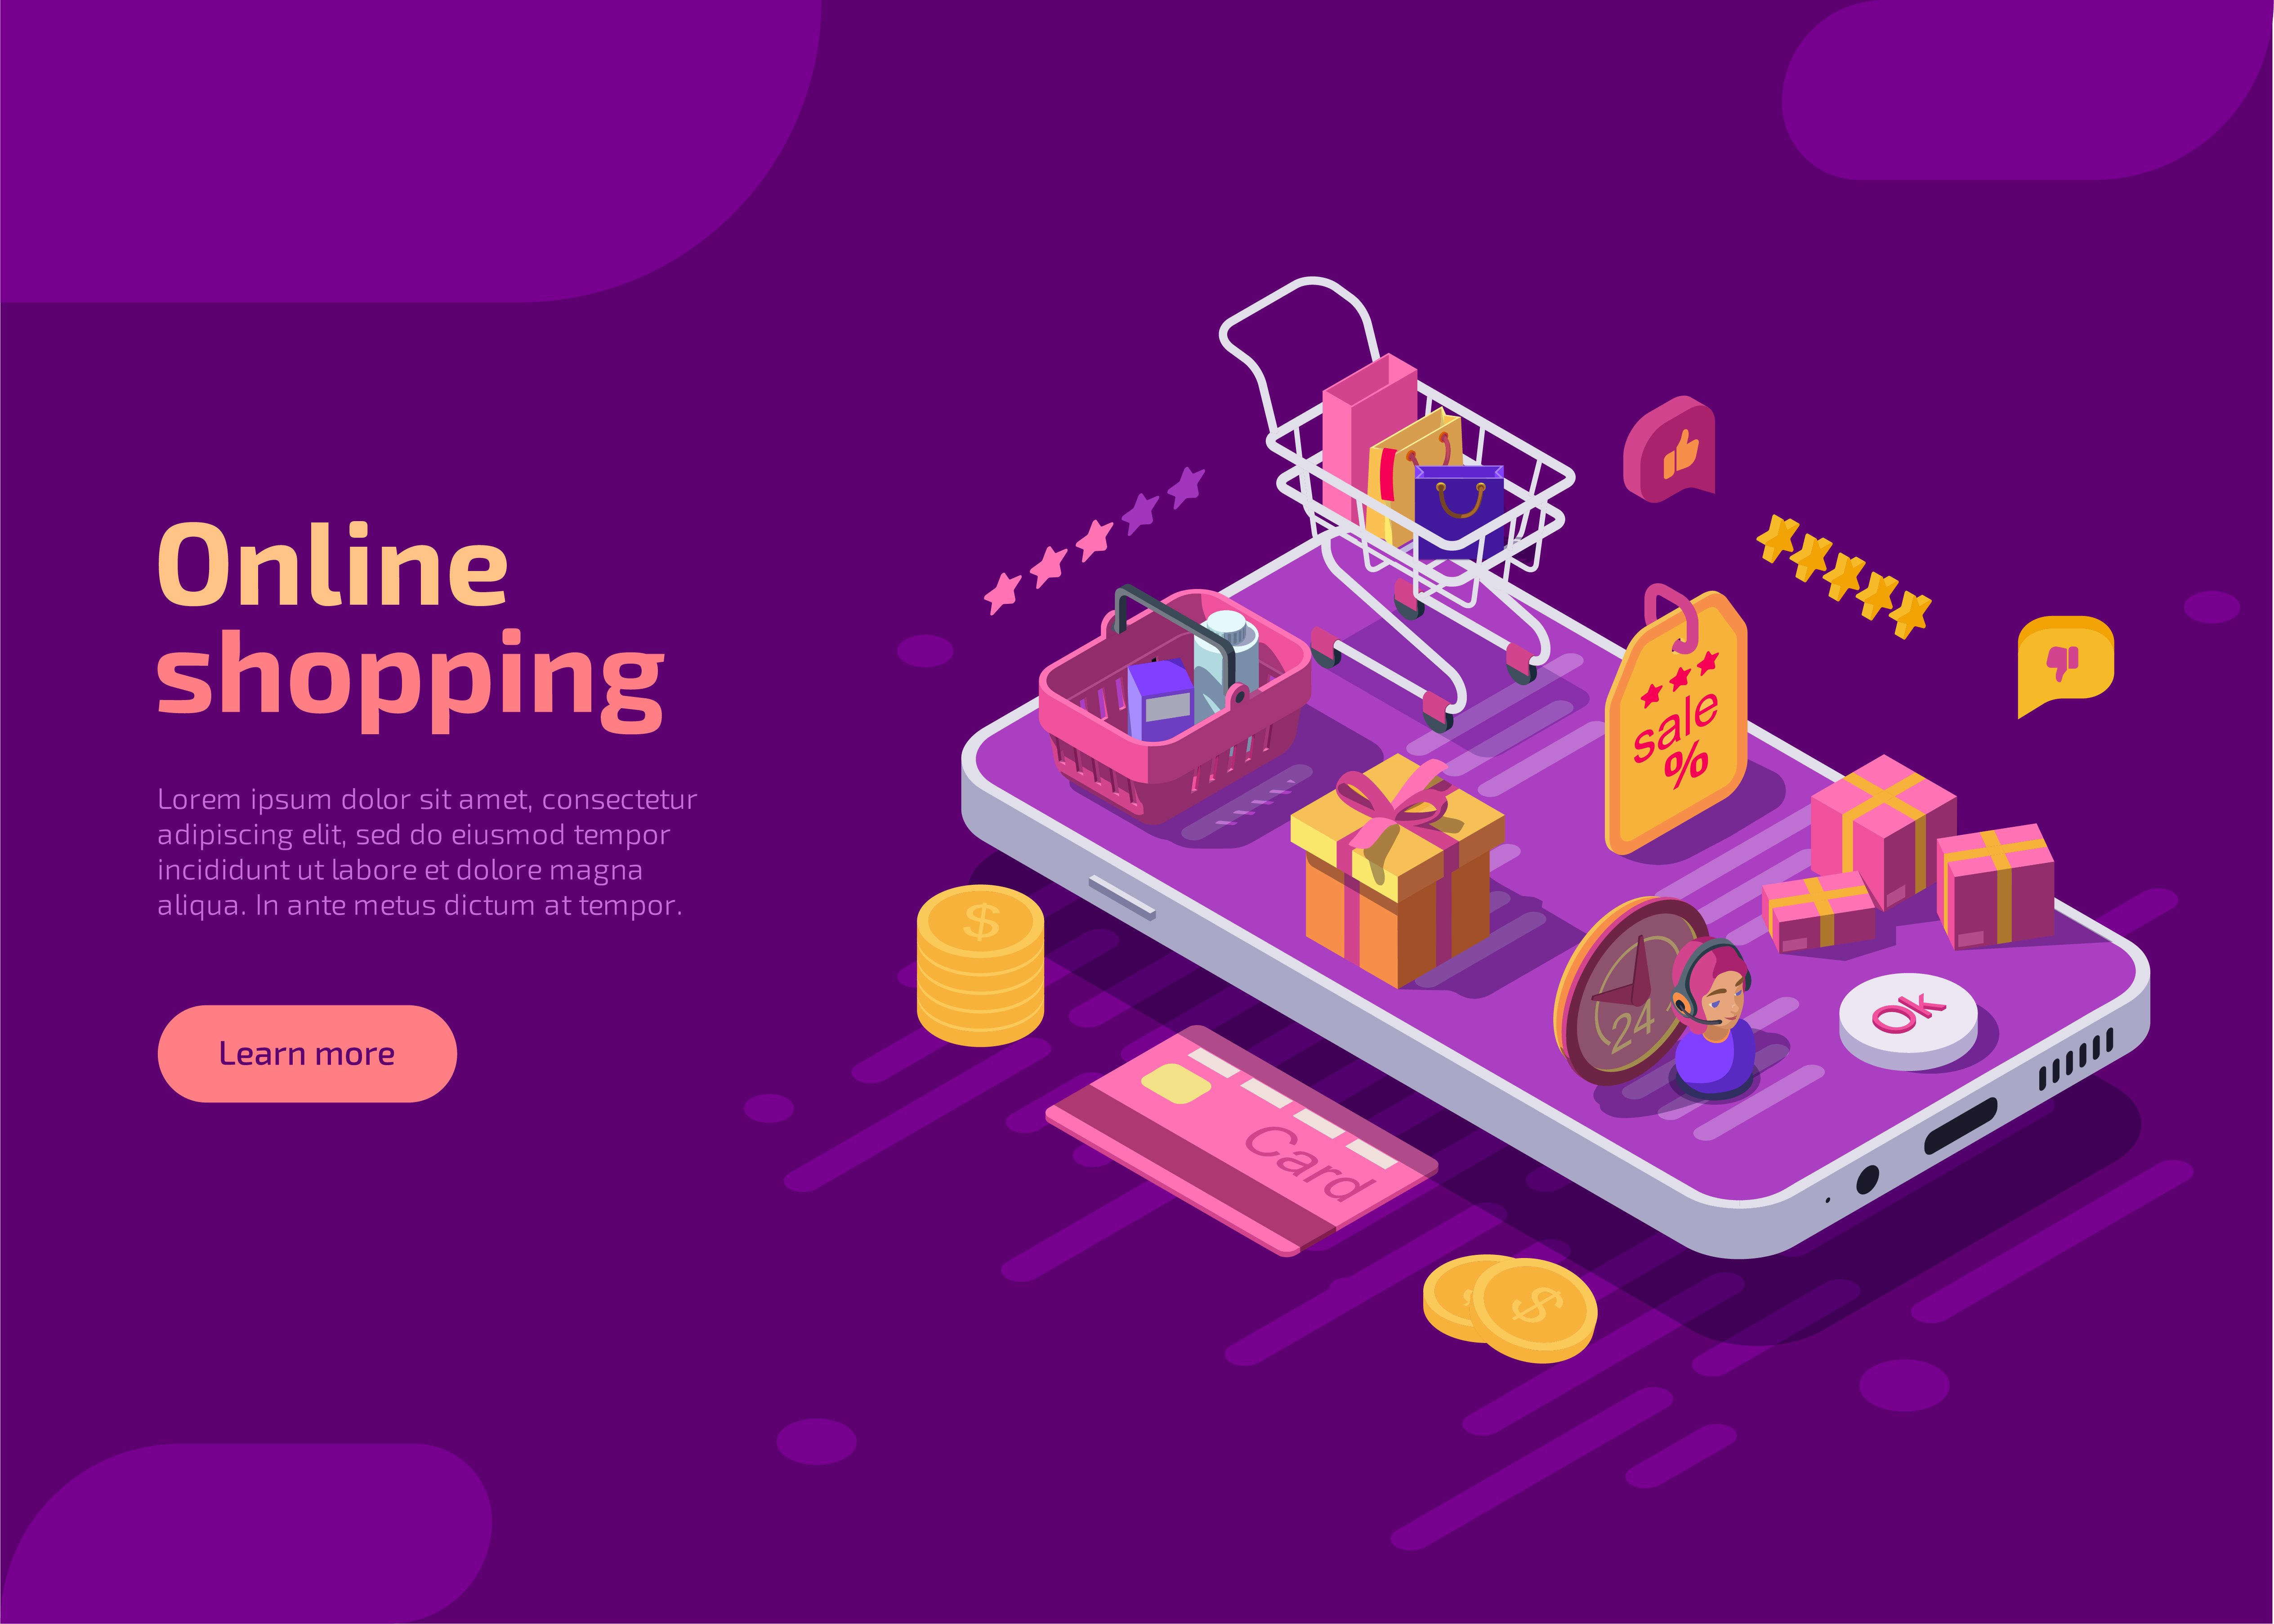 Online
shopping
Lorem ipsum dolor sit amet, consectetur
adipiscing elit, sed do eiusmod tempor
incididunt ut labore et dolore magna
aliqua. In ante metus dictum at tempor.
Learn more
sale
%
$
24
OK
Card
$